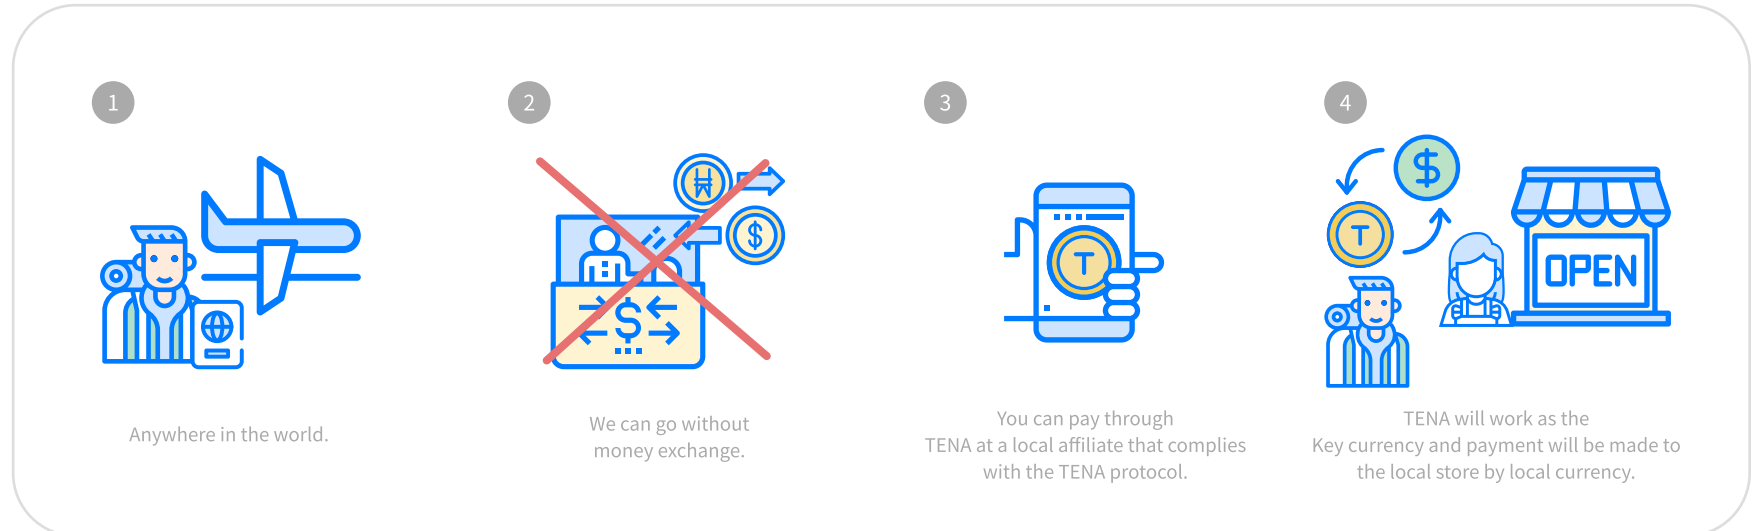 1
Anywhere in the world.
2
₩
$
$
We can go without
money exchange.
3
T
You can pay through
TENA at a local affiliate that complies
with the TENA protocol.
4
$
T
OPEN
TENA will work as the
Key currency and payment will be made to
the local store by local currency.